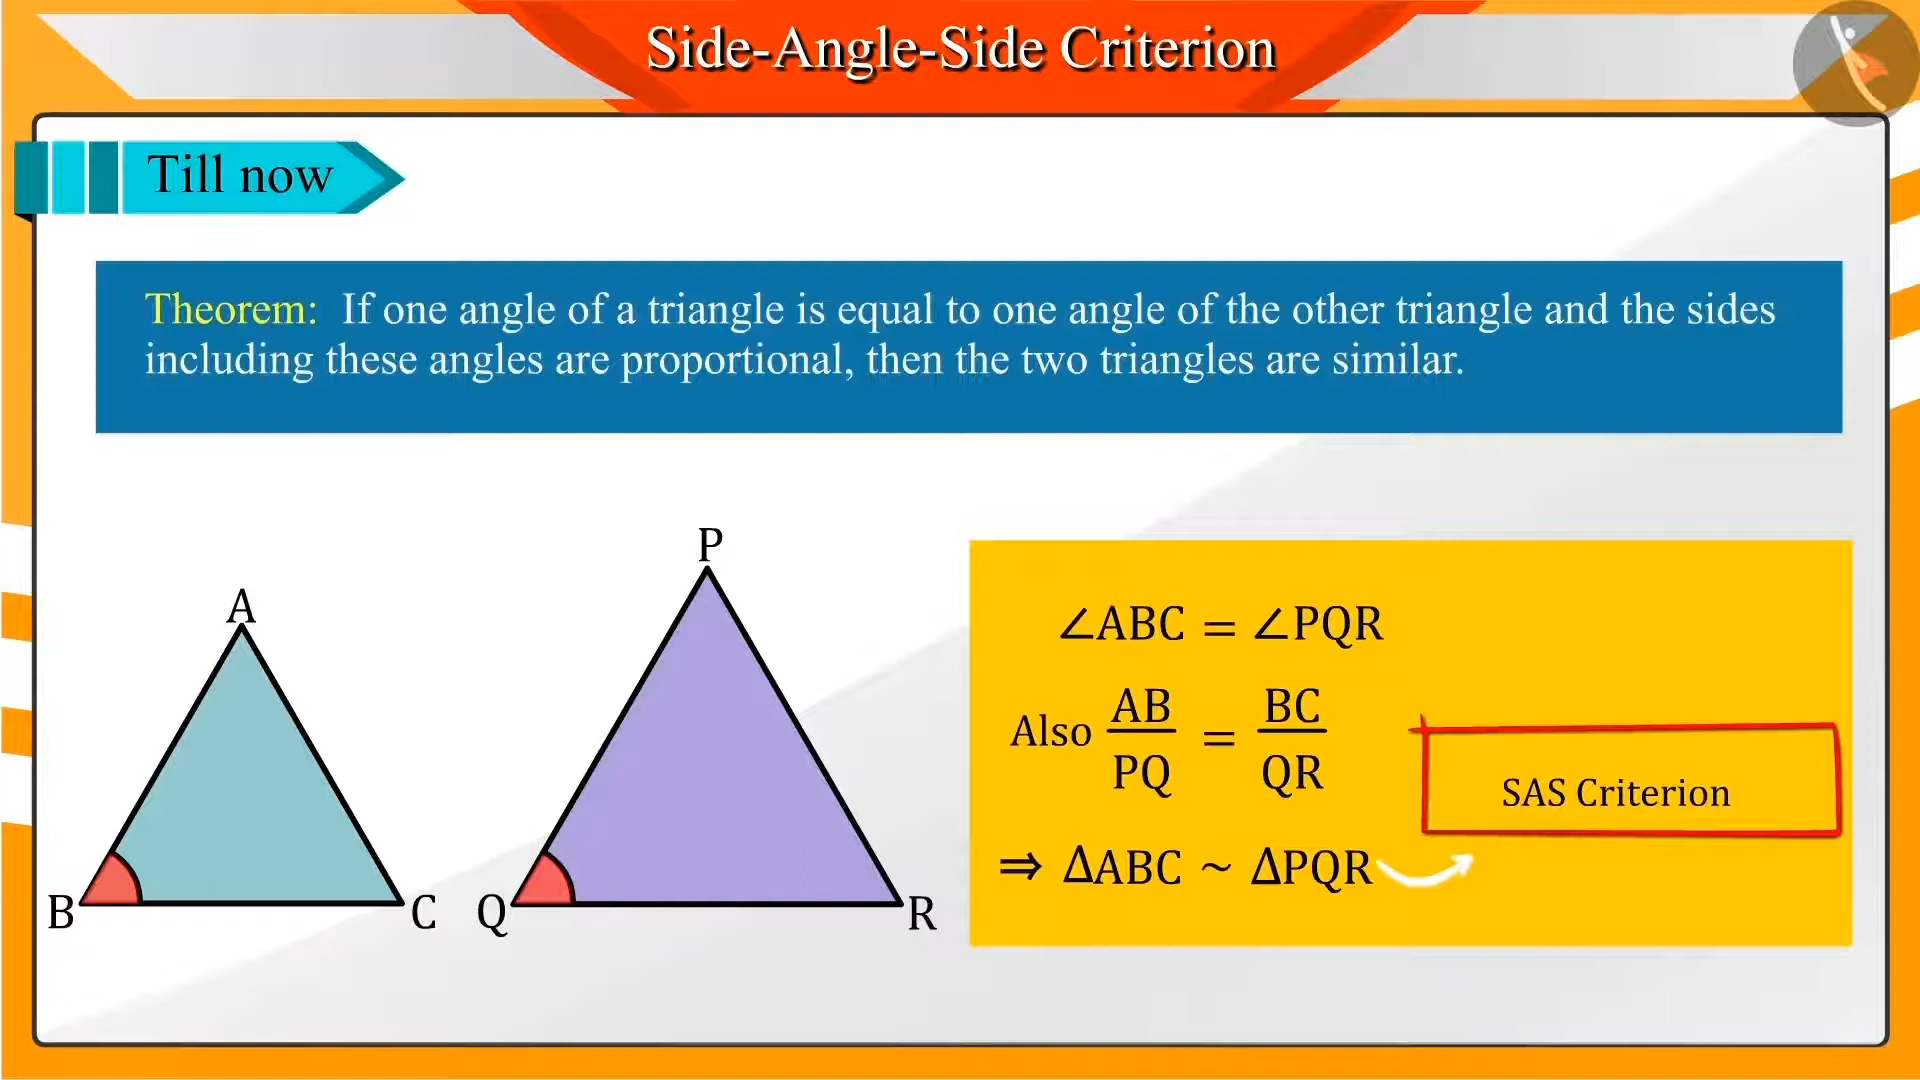 Side-Angle-Side Criterion
Till now
Theorem: If one angle of a triangle is equal to one angle of the other triangle and the sides
including these angles are proportional, then the two triangles are similar.
A
B
C
P
Q
R
∠ABC = ∠PQR
Also AB/PQ = BC/QR
SAS Criterion
⇒ ΔABC ~ ΔPQR